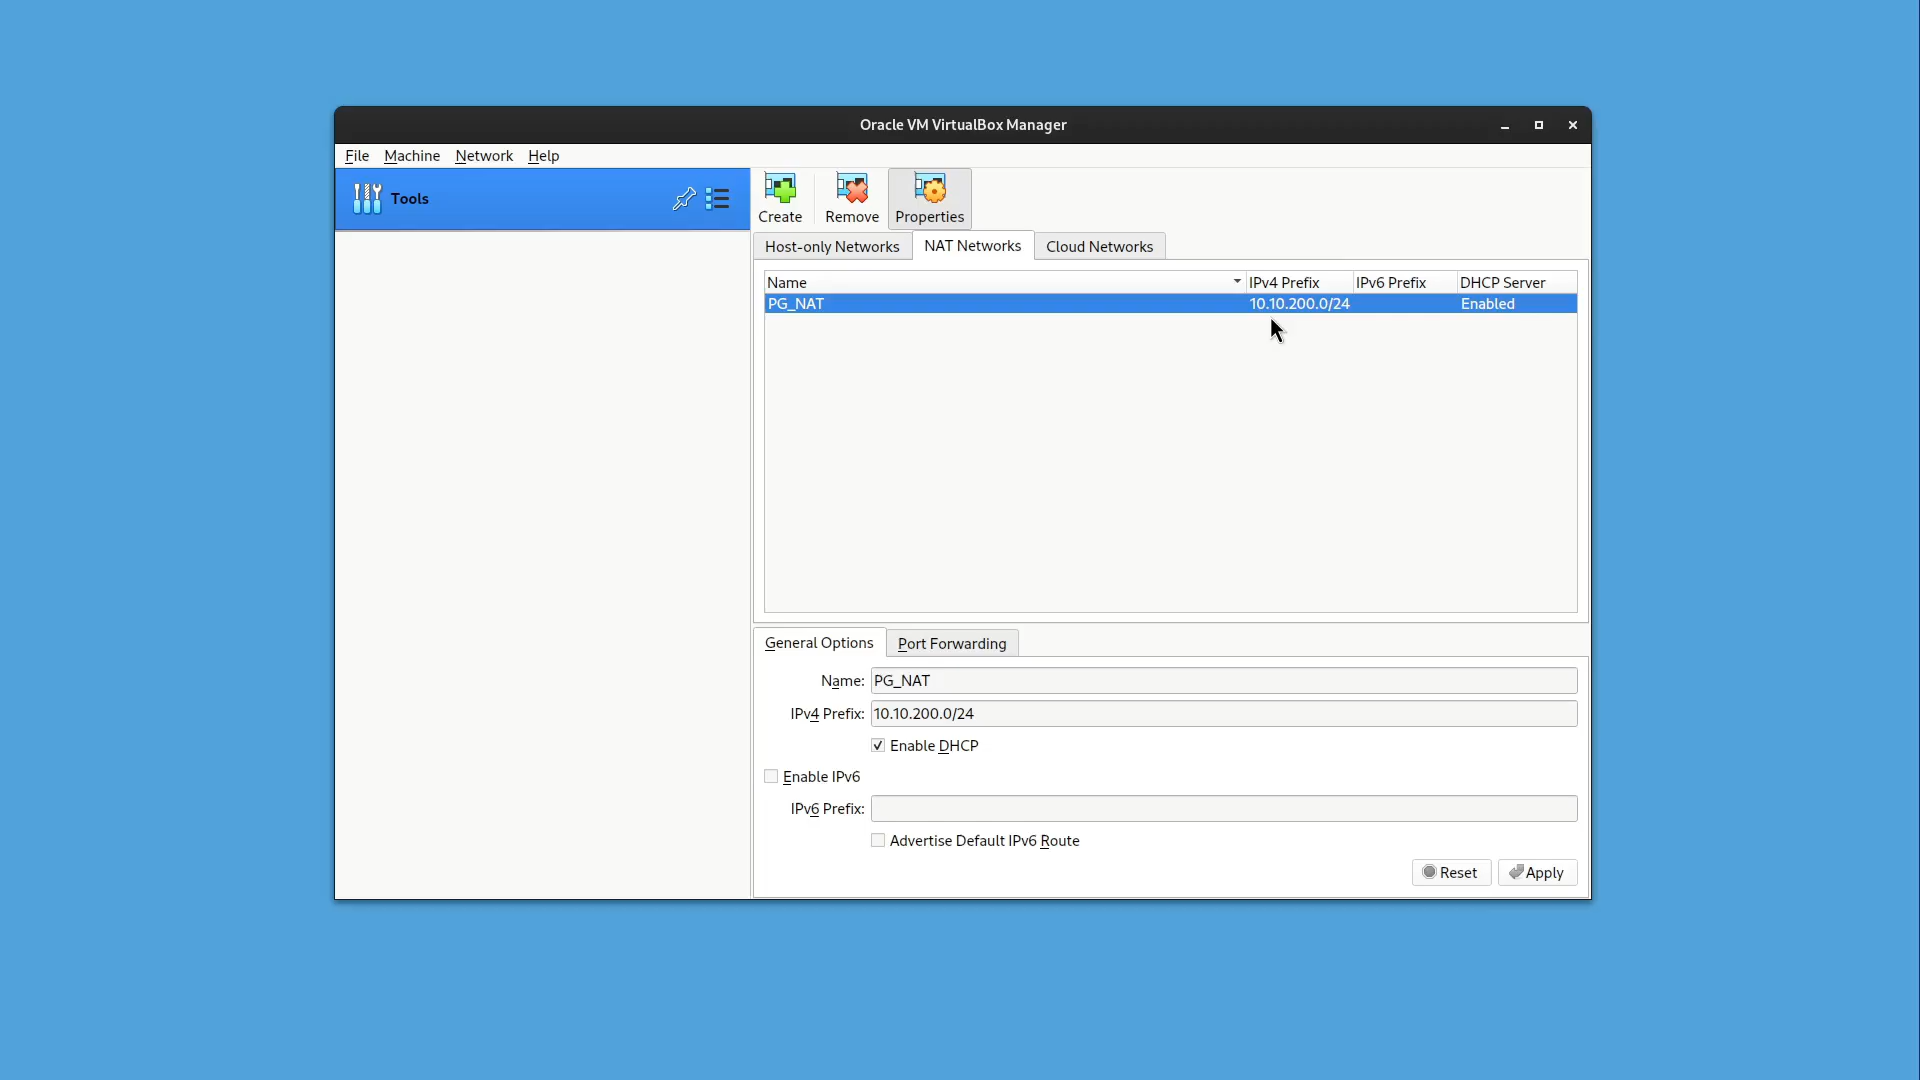 Oracle VM VirtualBox Manager
File Machine Network Help
Tools
Create Remove Properties
Host-only Networks NAT Networks Cloud Networks
Name IPv4 Prefix IPv6 Prefix DHCP Server
PG_NAT 10.10.200.0/24 Enabled
General Options Port Forwarding
Name: PG_NAT
IPv4 Prefix: 10.10.200.0/24
Enable DHCP
Enable IPv6
IPv6 Prefix:
Advertise Default IPv6 Route
Reset Apply